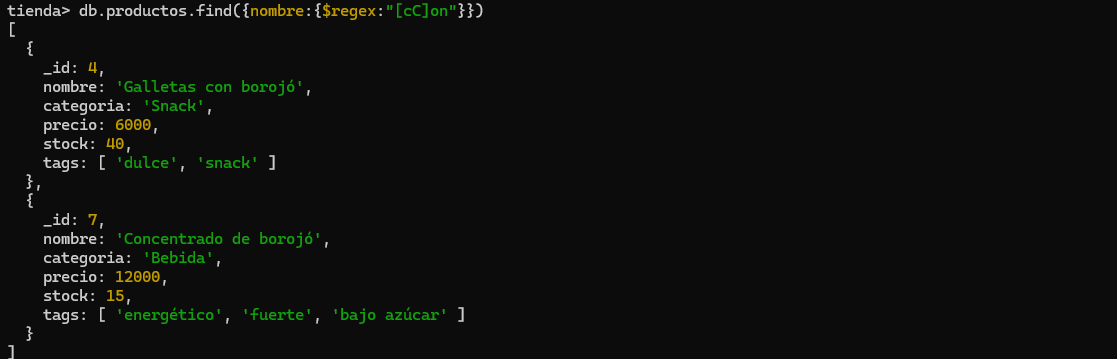 tienda> db.productos.find({nombre:{$regex:"[cC]on"}})
[
  {
    _id: 4,
    nombre: 'Galletas con borojó',
    categoria: 'Snack',
    precio: 6000,
    stock: 40,
    tags: [ 'dulce', 'snack' ]
  },
  {
    _id: 7,
    nombre: 'Concentrado de borojó',
    categoria: 'Bebida',
    precio: 12000,
    stock: 15,
    tags: [ 'energético', 'fuerte', 'bajo azúcar' ]
  }
]